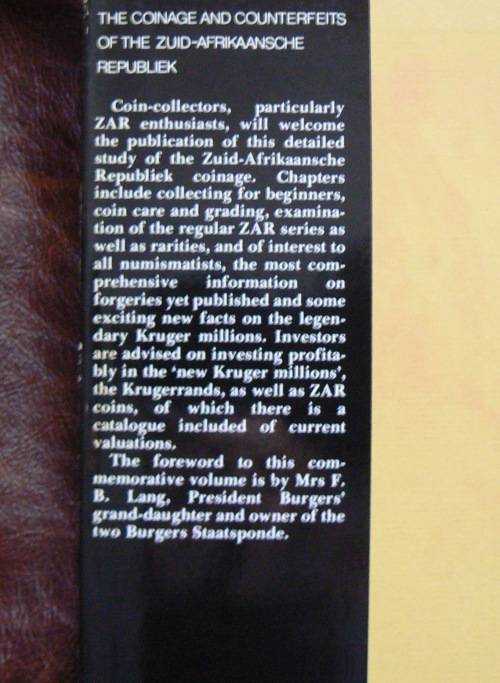 THE COINAGE AND COUNTERFEITS
OF THE ZUID-AFRIKAANSCHE
REPUBLIEK
Coin-collectors, particularly
ZAR enthusiasts, will welcome
the publication of this detailed
study of the Zuid-Afrikaansche
Republiek coinage. Chapters
include collecting for beginners,
coin care and grading, examina-
tion of the regular ZAR series as
well as rarities, and of interest to
all numismatists, the most com-
prehensive information on
forgeries yet published and some
exciting new facts on the legen-
dary Kruger millions. Investors
are advised on investing profita-
bly in the 'new Kruger millions',
the Krugerrands, as well as ZAR
coins, of which there is a
catalogue included of current
valuations.
The foreword to this com-
memorative volume is by Mrs F.
B. Lang, President Burgers'
grand-daughter and owner of the
two Burgers Staatsponde.